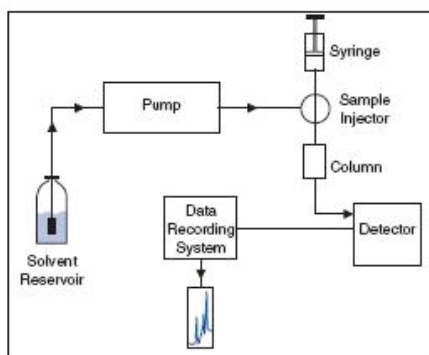 Syringe
Pump
Sample
Injector
Column
Data
Recording
System
Detector
Solvent
Reservoir